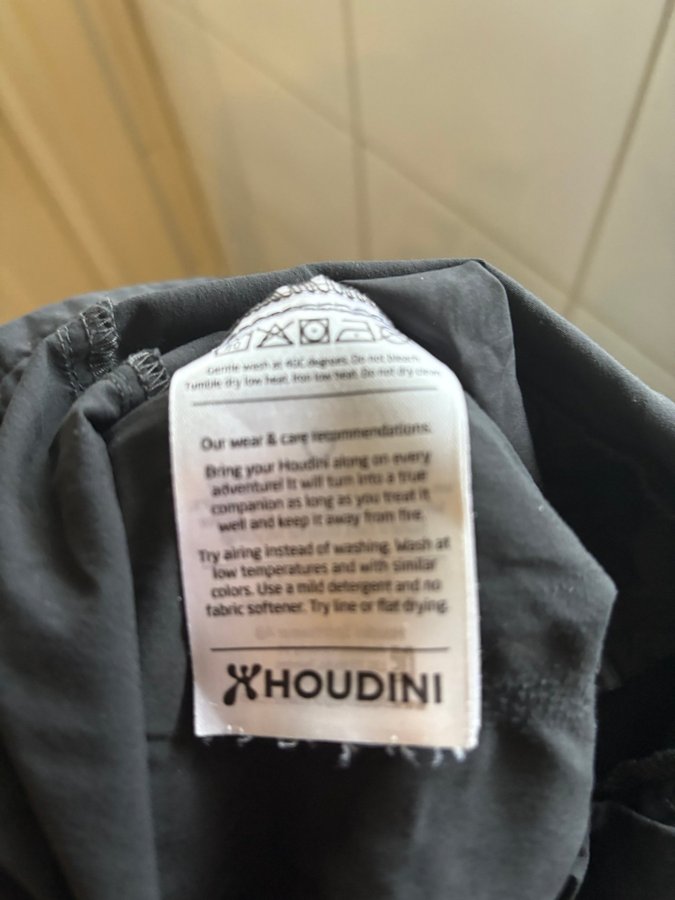 Gentle wash at 40C degrees. Do not bleach.
Tumble dry low heat. Iron low heat. Do not dry clean.
Our wear & care recommendations.
Bring your Houdini along on every
adventure! It will turn into a true
companion as long as you treat it
well and keep it away from fire.
Try airing instead of washing. Wash at
low temperatures and with similar
colors. Use a mild detergent and no
fabric softener. Try line or flat drying.
HOUDINI